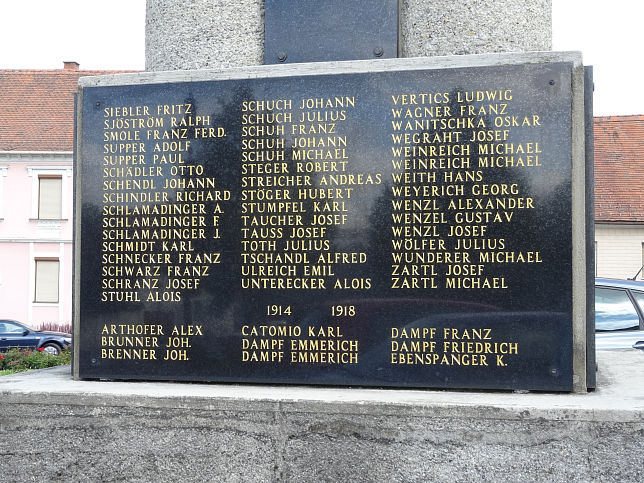 SIEBLER FRITZ
SJÖSTRÖM RALPH
SMOLE FRANZ FERD.
SUPPER ADOLF
SUPPER PAUL
SCHÄDLER OTTO
SCHENDL JOHANN
SCHINDLER RICHARD
SCHLAMADINGER A.
SCHLAMADINGER F.
SCHLAMADINGER J.
SCHMIDT KARL
SCHNECKER FRANZ
SCHWARZ FRANZ
SCHRANZ JOSEF
STUHL ALOIS
SCHUCH JOHANN
SCHUCH JULIUS
SCHUH FRANZ
SCHUH JOHANN
SCHUH MICHAEL
STEGER ROBERT
STREICHER ANDREAS
STÖGER HUBERT
STÜMPFEL KARL
TAUCHER JOSEF
TAUSS JOSEF
TOTH JULIUS
TSCHANDL ALFRED
ULREICH EMIL
UNTERECKER ALOIS
VERTICS LUDWIG
WAGNER FRANZ
WANITSCHKA OSKAR
WEGRAHT JOSEF
WEINREICH MICHAEL
WEINREICH MICHAEL
WEITH HANS
WEYERICH GEORG
WENZL ALEXANDER
WENZEL GUSTAV
WENZL JOSEF
WÖLFER JULIUS
WUNDERER MICHAEL
ZARTL JOSEF
ZARTL MICHAEL
1914 1918
ARTHOFER ALEX
BRUNNER JOH.
BRENNER JOH.
CATOMIO KARL
DAMPF EMMERICH
DAMPF EMMERICH
DAMPF FRANZ
DAMPF FRIEDRICH
EBENSPANGER K.